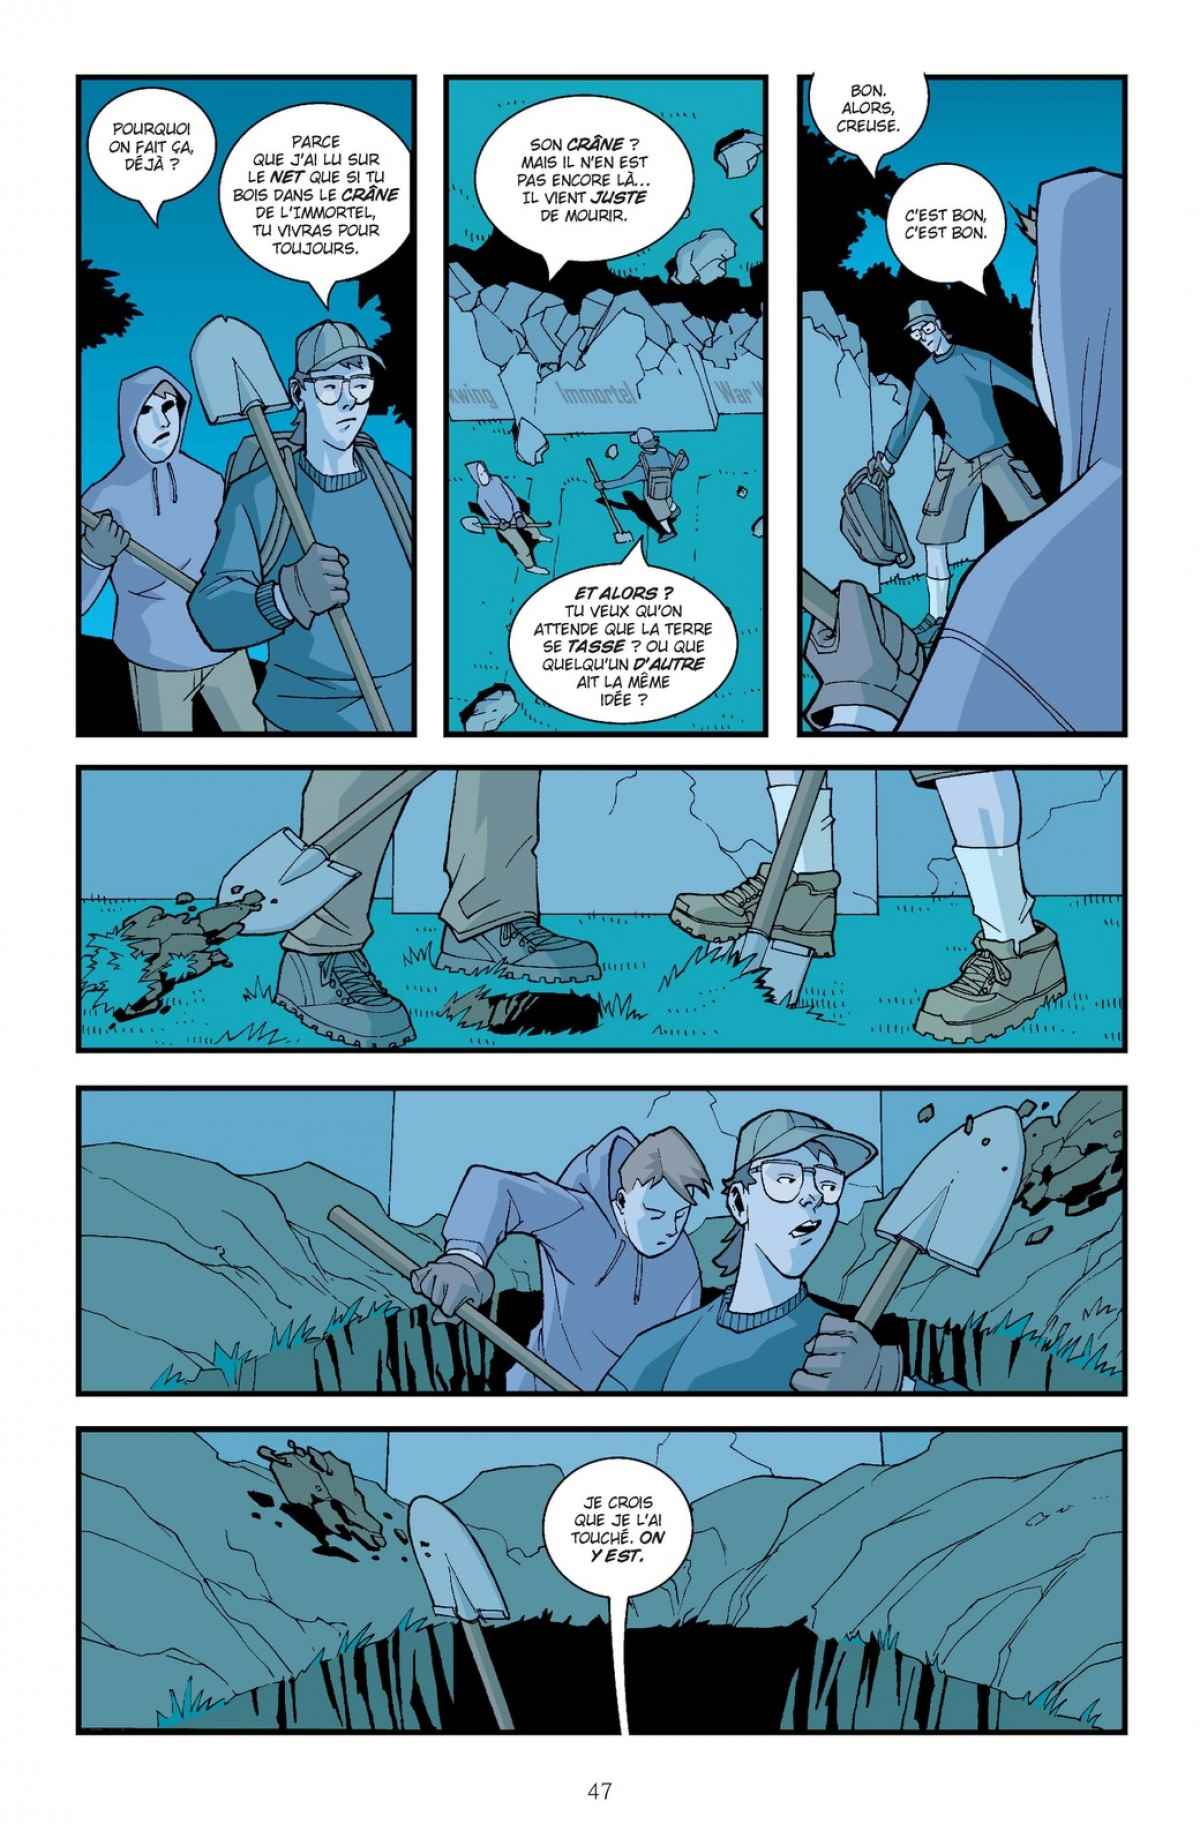 POURQUOI
ON FAIT ÇA,
DÉJÀ ?
PARCE
QUE J'AI LU SUR
LE NET QUE SI TU
BOIS DANS LE CRÂNE
DE L'IMMORTEL,
TU VIVRAS POUR
TOUJOURS.
SON CRÂNE ?
MAIS IL N'EN EST
PAS ENCORE LÀ...
IL VIENT JUSTE
DE MOURIR.
kwing
Immortel
War W
ET ALORS ?
TU VEUX QU'ON
ATTENDE QUE LA TERRE
SE TASSE ? OU QUE
QUELQU'UN D'AUTRE
AIT LA MÊME
IDÉE ?
BON.
ALORS,
CREUSE.
C'EST BON,
C'EST BON.
JE CROIS
QUE JE L'AI
TOUCHÉ. ON
Y EST.
47